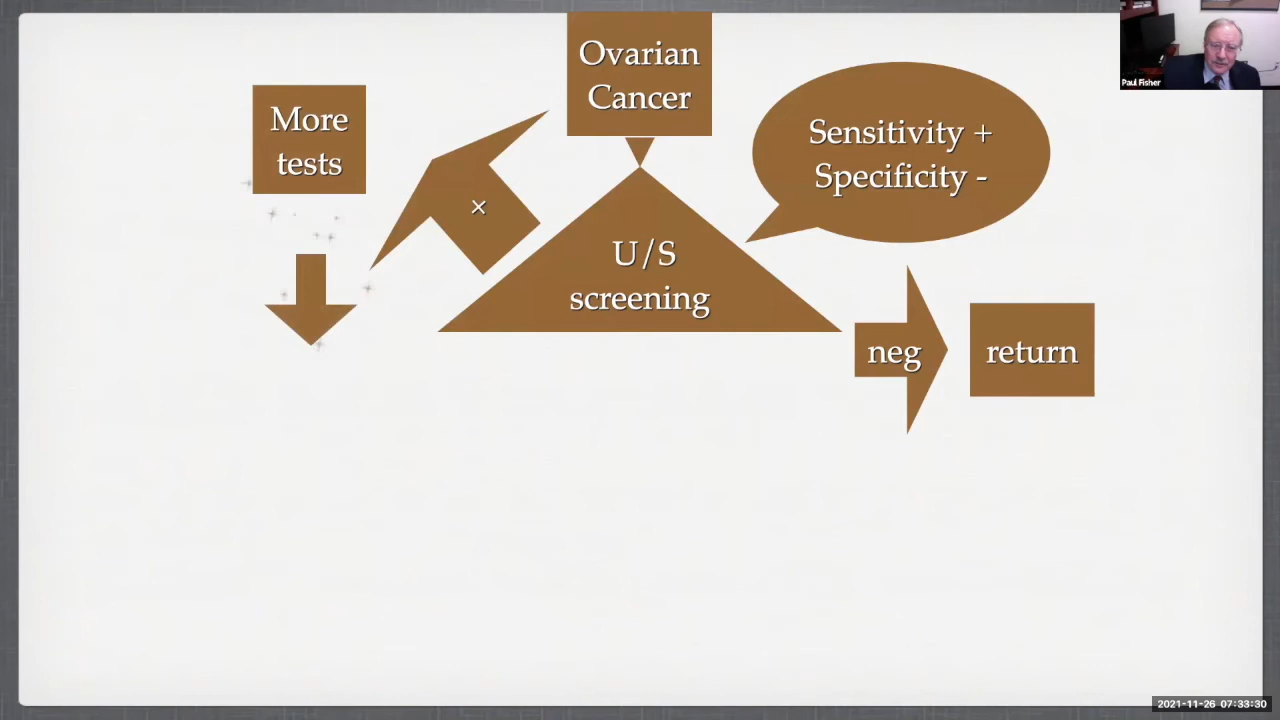 Ovarian
Cancer
More
tests
×
Sensitivity +
Specificity -
U/S
screening
neg
return
Paul Fisher
2021-11-26 07:33:30